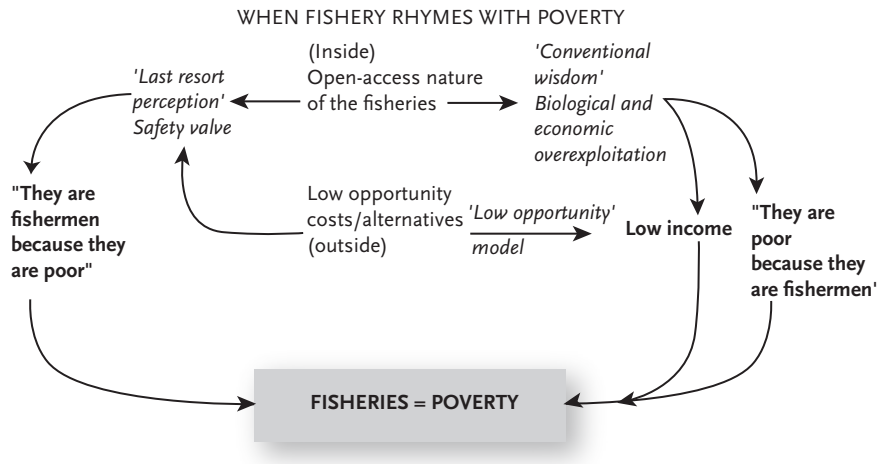 WHEN FISHERY RHYMES WITH POVERTY
(Inside)
Open-access nature
of the fisheries
'Last resort
perception'
Safety valve
'Conventional
wisdom'
Biological and
economic
overexploitation
"They are
fishermen
because they
are poor"
Low opportunity
costs/alternatives
(outside)
'Low opportunity'
model
Low income
"They are
poor
because they
are fishermen'
FISHERIES = POVERTY